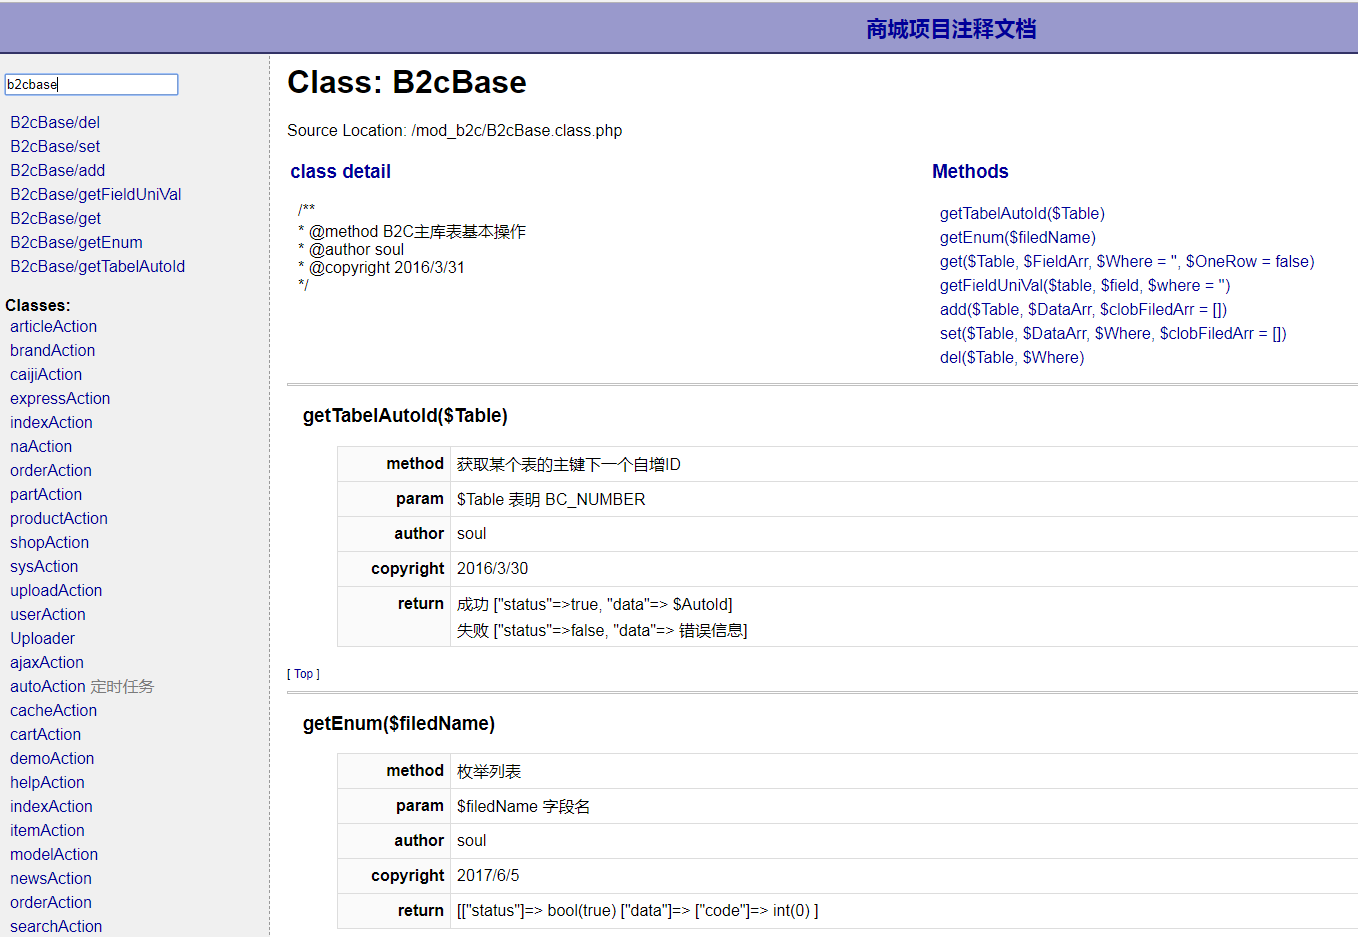 商城项目注释文档
b2cbase
B2cBase/del
B2cBase/set
B2cBase/add
B2cBase/getFieldUniVal
B2cBase/get
B2cBase/getEnum
B2cBase/getTabelAutoId
Classes:
articleAction
brandAction
caijiAction
expressAction
indexAction
naAction
orderAction
partAction
productAction
shopAction
sysAction
uploadAction
userAction
Uploader
ajaxAction
autoAction 定时任务
cacheAction
cartAction
demoAction
helpAction
indexAction
itemAction
modelAction
newsAction
orderAction
searchAction
Class: B2cBase
Source Location: /mod_b2c/B2cBase.class.php
class detail
/**
* @method B2C主库表基本操作
* @author soul
* @copyright 2016/3/31
*/
Methods
getTabelAutoId($Table)
getEnum($filedName)
get($Table, $FieldArr, $Where = '', $OneRow = false)
getFieldUniVal($table, $field, $where = '')
add($Table, $DataArr, $clobFiledArr = [])
set($Table, $DataArr, $Where, $clobFiledArr = [])
del($Table, $Where)
getTabelAutoId($Table)
method 获取某个表的主键下一个自增ID
param $Table 表明 BC_NUMBER
author soul
copyright 2016/3/30
return 成功 ["status"=>true, "data"=> $AutoId]
失败 ["status"=>false, "data"=> 错误信息]
[ Top ]
getEnum($filedName)
method 枚举列表
param $filedName 字段名
author soul
copyright 2017/6/5
return [["status"]=> bool(true) ["data"]=> ["code"]=> int(0) ]